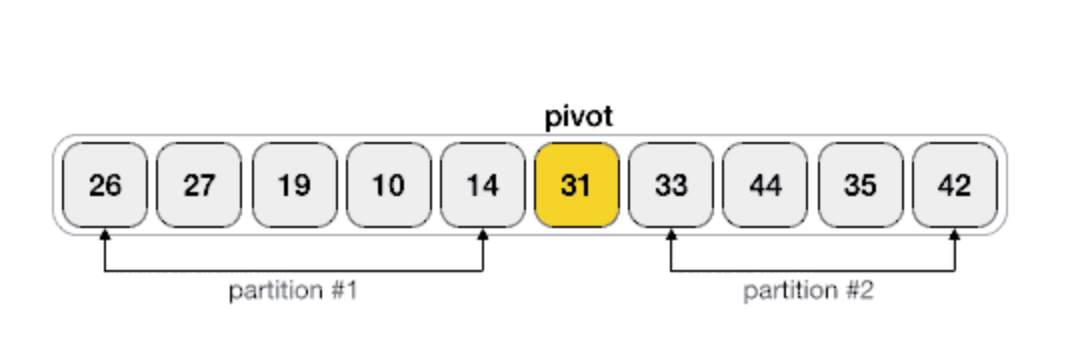 pivot
26 27 19 10 14 31 33 44 35 42
partition #1 partition #2